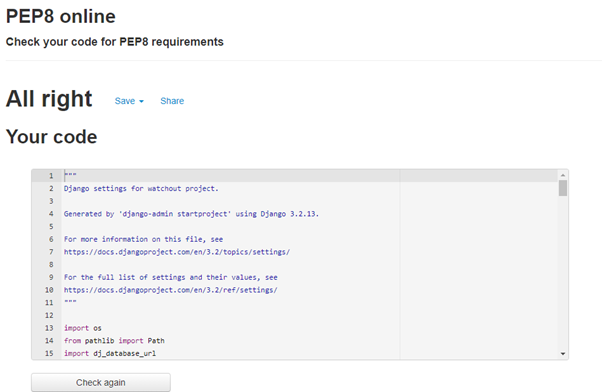 PEP8 online
Check your code for PEP8 requirements
All right Save Share
Your code
1 """
2 Django settings for watchout project.
3
4 Generated by 'django-admin startproject' using Django 3.2.13.
5
6 For more information on this file, see
7 https://docs.djangoproject.com/en/3.2/topics/settings/
8
9 For the full list of settings and their values, see
10 https://docs.djangoproject.com/en/3.2/ref/settings/
11 """
12
13 import os
14 from pathlib import Path
15 import dj_database_url
Check again